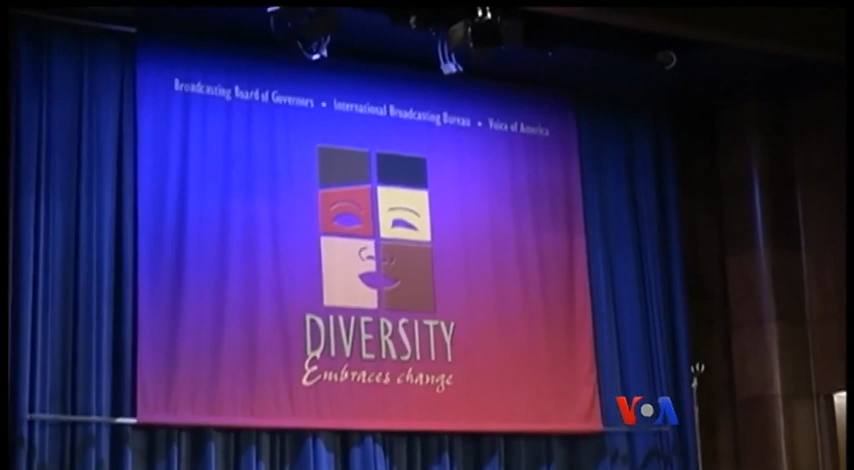 Broadcasting Board of Governors • International Broadcasting Bureau • Voice of America
DIVERSITY
Embraces change
VOA